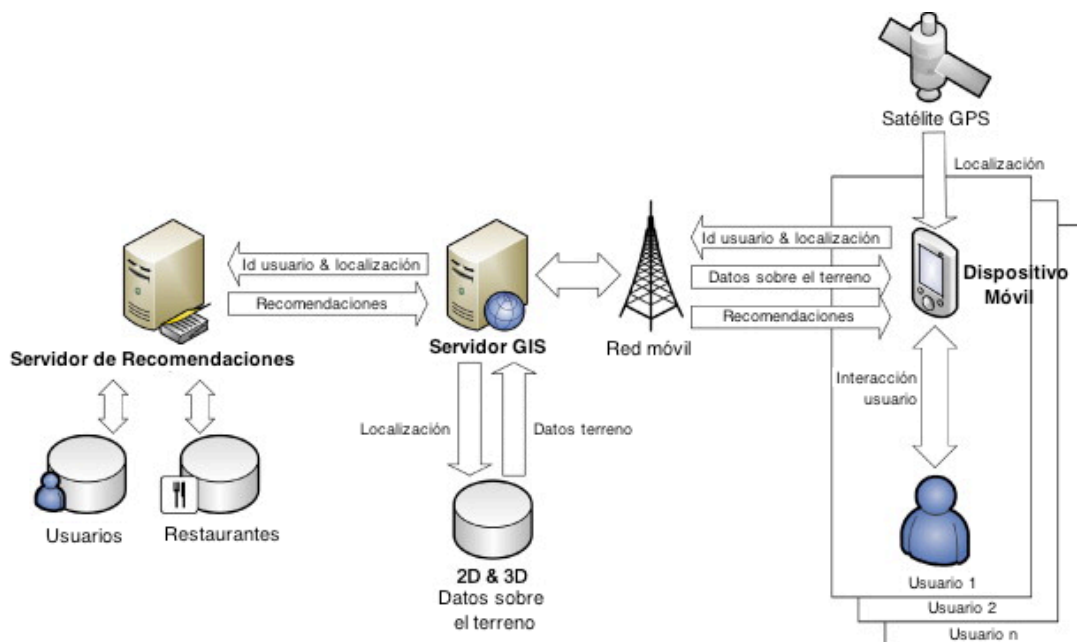 Satélite GPS
Localización
Id usuario & localización
Datos sobre el terreno
Recomendaciones
Dispositivo
Móvil
Id usuario & localización
Recomendaciones
Servidor de Recomendaciones
Servidor GIS
Red móvil
Interacción
usuario
Localización
Datos terreno
Usuarios
Restaurantes
2D & 3D
Datos sobre
el terreno
Usuario 1
Usuario 2
Usuario n